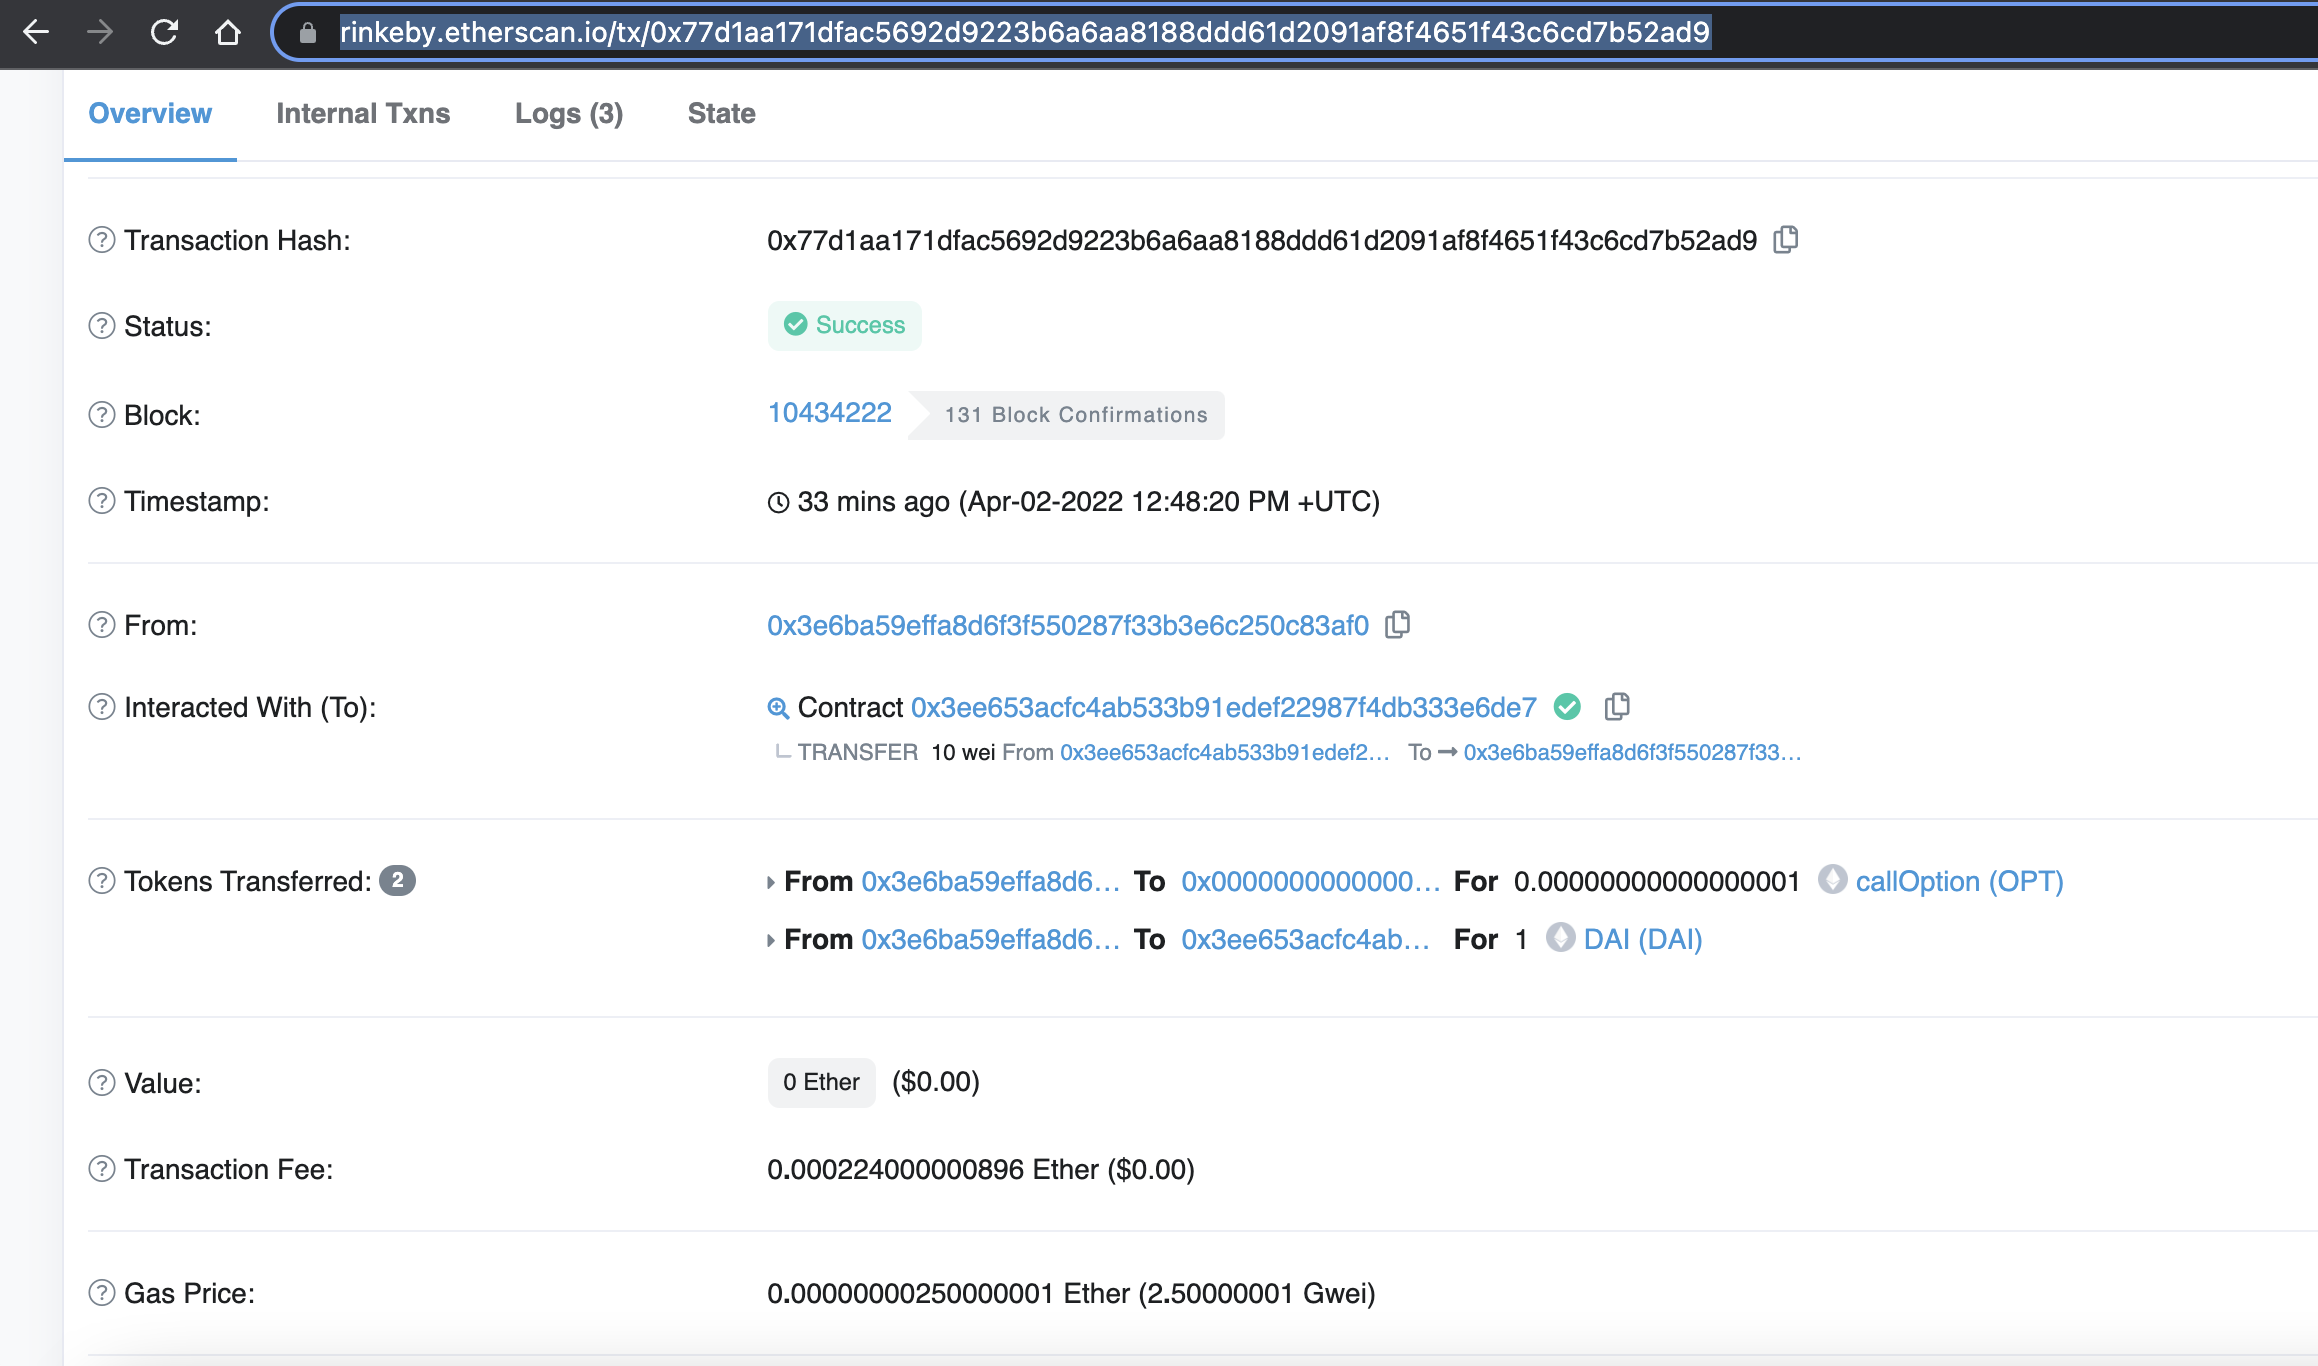 rinkeby.etherscan.io/tx/0x77d1aa171dfac5692d9223b6a6aa8188ddd61d2091af8f4651f43c6cd7b52ad9
Overview Internal Txns Logs (3) State
Transaction Hash: 0x77d1aa171dfac5692d9223b6a6aa8188ddd61d2091af8f4651f43c6cd7b52ad9
Status: Success
Block: 10434222 131 Block Confirmations
Timestamp: 33 mins ago (Apr-02-2022 12:48:20 PM +UTC)
From: 0x3e6ba59effa8d6f3f550287f33b3e6c250c83af0
Interacted With (To): Contract 0x3ee653acfc4ab533b91edef22987f4db333e6de7
TRANSFER 10 wei From 0x3ee653acfc4ab533b91edef2... To → 0x3e6ba59effa8d6f3f550287f33...
Tokens Transferred: 2 From 0x3e6ba59effa8d6... To 0x0000000000000... For 0.00000000000000001 callOption (OPT)
From 0x3e6ba59effa8d6... To 0x3ee653acfc4ab... For 1 DAI (DAI)
Value: 0 Ether ($0.00)
Transaction Fee: 0.000224000000896 Ether ($0.00)
Gas Price: 0.00000000250000001 Ether (2.50000001 Gwei)